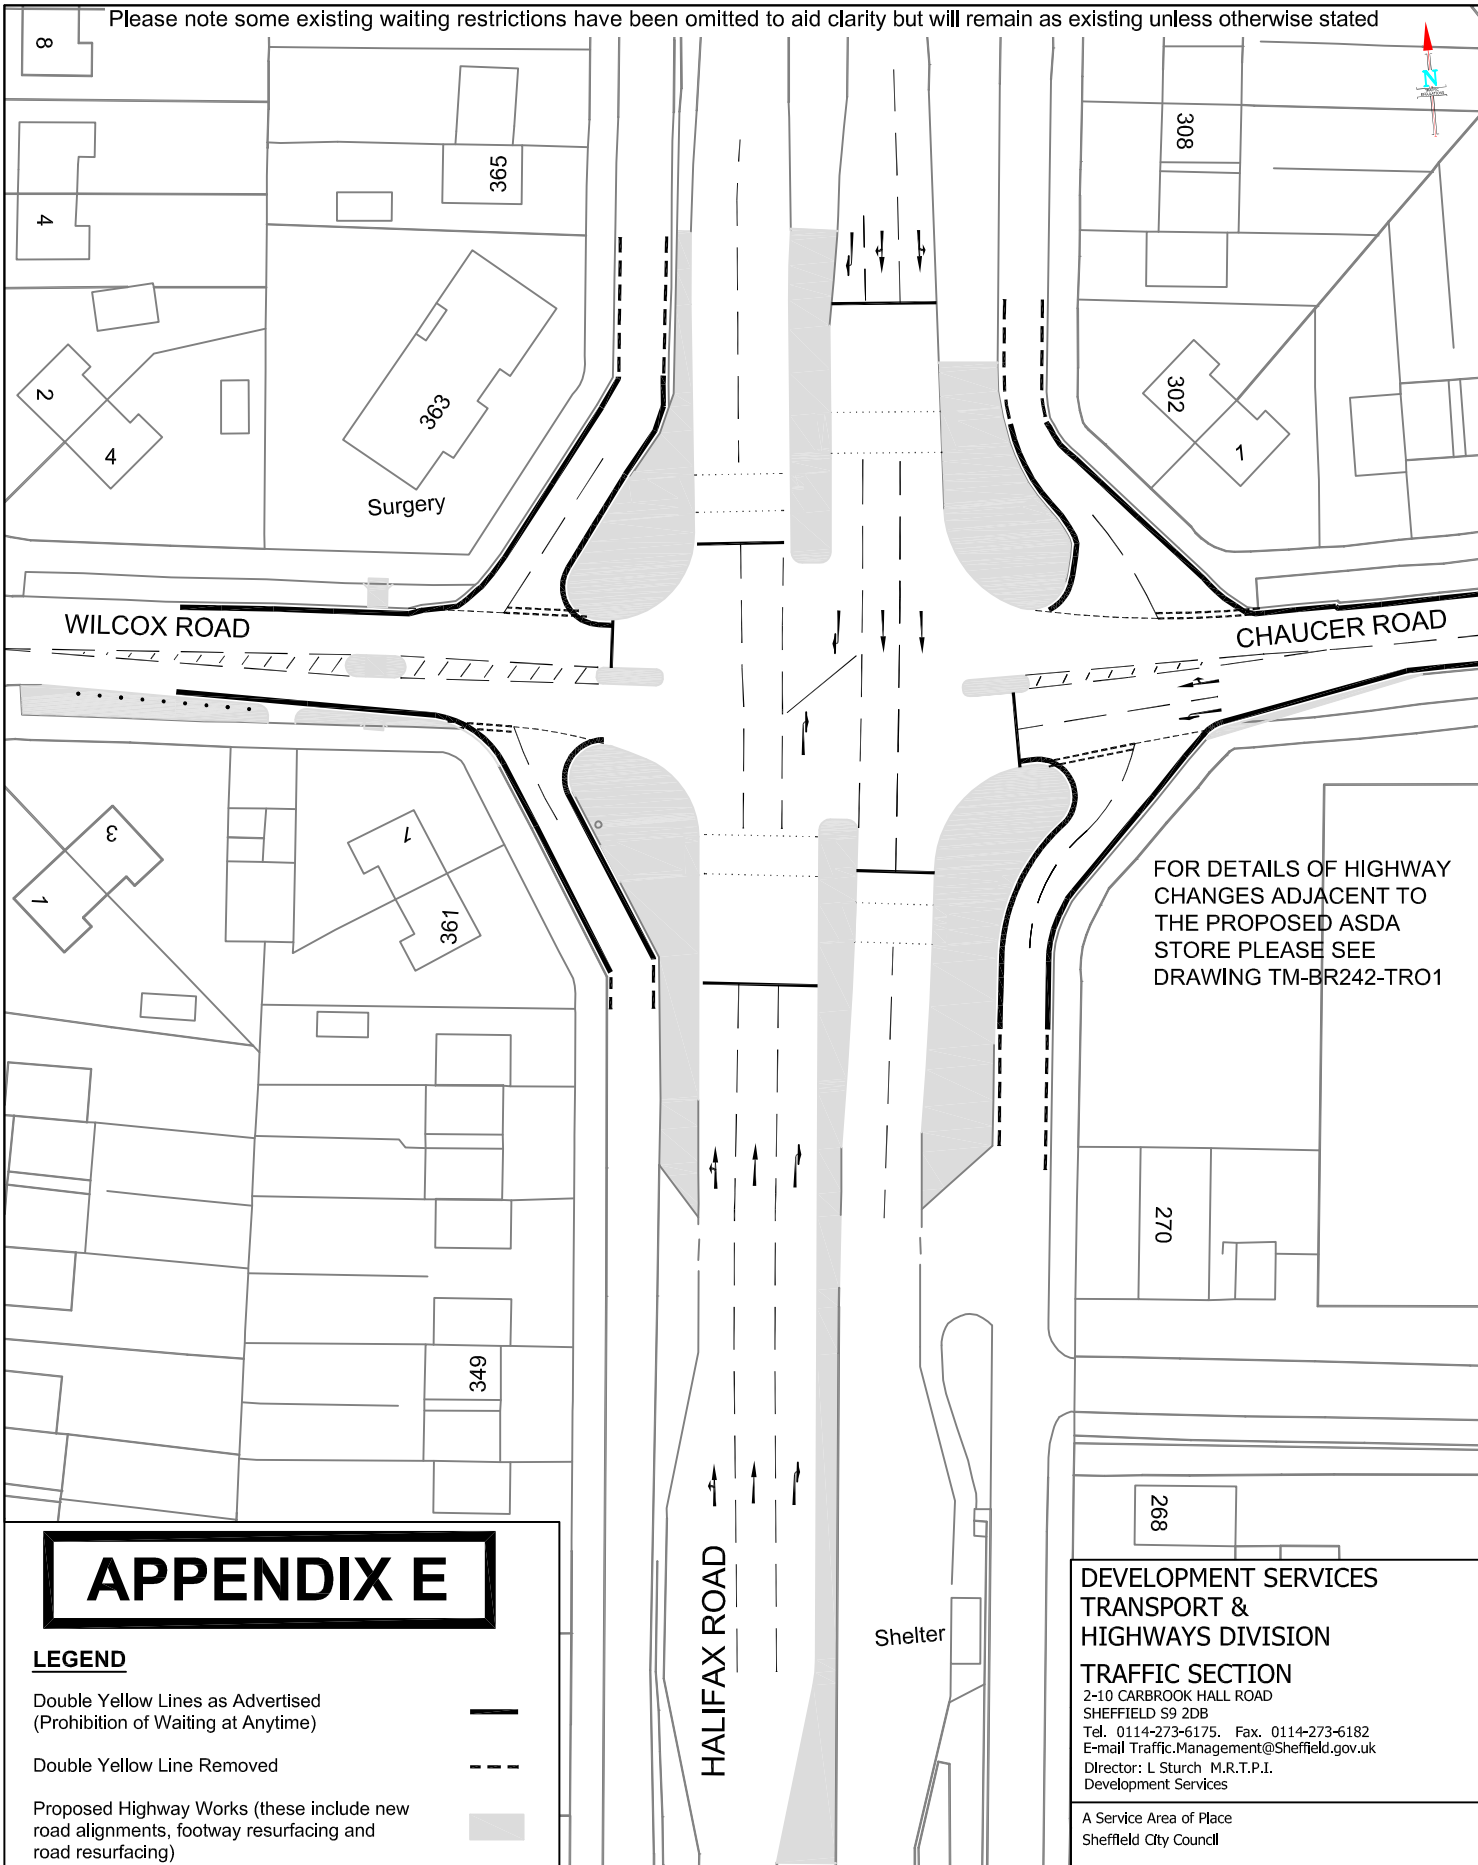 Please note some existing waiting restrictions have been omitted to aid clarity but will remain as existing unless otherwise stated
N
8
365
308
4
2
4
363
302
1
Surgery
WILCOX ROAD
CHAUCER ROAD
3
1
1
361
FOR DETAILS OF HIGHWAY
CHANGES ADJACENT TO
THE PROPOSED ASDA
STORE PLEASE SEE
DRAWING TM-BR242-TRO1
270
349
268
HALIFAX ROAD
Shelter
APPENDIX E
LEGEND
Double Yellow Lines as Advertised
(Prohibition of Waiting at Anytime)
Double Yellow Line Removed
Proposed Highway Works (these include new
road alignments, footway resurfacing and
road resurfacing)
DEVELOPMENT SERVICES
TRANSPORT &
HIGHWAYS DIVISION
TRAFFIC SECTION
2-10 CARBROOK HALL ROAD
SHEFFIELD S9 2DB
Tel. 0114-273-6175. Fax. 0114-273-6182
E-mail Traffic.Management@Sheffield.gov.uk
Director: L Sturch M.R.T.P.I.
Development Services
A Service Area of Place
Sheffield City Council